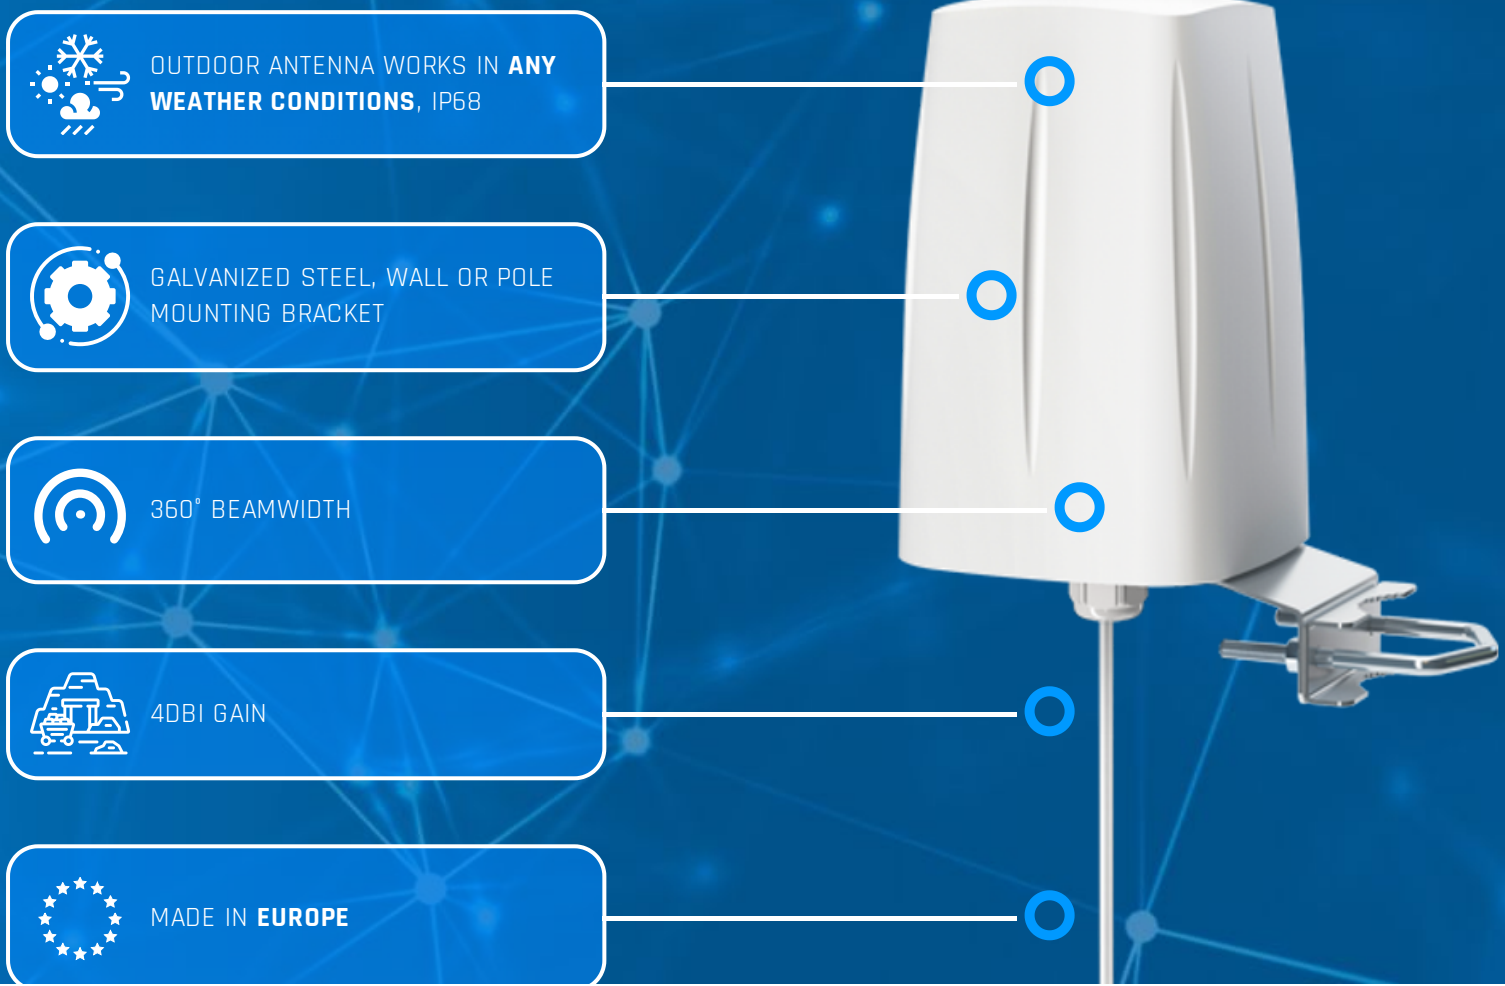 OUTDOOR ANTENNA WORKS IN ANY
WEATHER CONDITIONS, IP68
GALVANIZED STEEL, WALL OR POLE
MOUNTING BRACKET
360° BEAMWIDTH
4DBI GAIN
MADE IN EUROPE